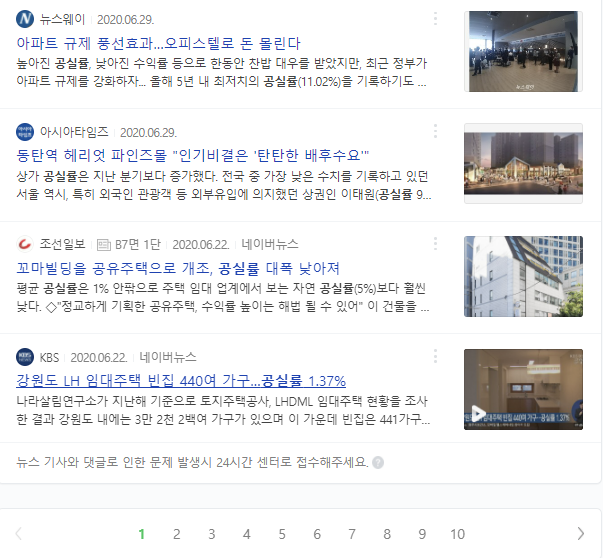 뉴스웨이 2020.06.29.
아파트 규제 풍선효과...오피스텔로 돈 몰린다
높아진 공실률, 낮아진 수익률 등으로 한동안 찬밥 대우를 받았지만, 최근 정부가
아파트 규제를 강화하자... 올해 5년 내 최저치의 공실률(11.02%)을 기록하기도 ...
아시아타임즈 2020.06.29.
동탄역 헤리엇 파인즈몰 "인기비결은 '탄탄한 배후수요'"
상가 공실률은 지난 분기보다 증가했다. 전국 중 가장 낮은 수치를 기록하고 있던
서울 역시, 특히 외국인 관광객 등 외부유입에 의지했던 상권인 이태원(공실률 9...
조선일보 B7면 1단 2020.06.22. 네이버뉴스
꼬마빌딩을 공유주택으로 개조, 공실률 대폭 낮아져
평균 공실률은 1% 안팎으로 주택 임대 업계에서 보는 자연 공실률(5%)보다 훨씬
낮다. ◇"정교하게 기획한 공유주택, 수익률 높이는 해법 될 수 있어" 이 건물을 ...
KBS 2020.06.22. 네이버뉴스
강원도 LH 임대주택 빈집 440여 가구...공실률 1.37%
나라살림연구소가 지난해 기준으로 토지주택공사, LHDML 임대주택 현황을 조사
한 결과 강원도 내에는 3만 2천 2백여 가구가 있으며 이 가운데 빈집은 441가구...
뉴스 기사와 댓글로 인한 문제 발생시 24시간 센터로 접수해주세요.
1 2 3 4 5 6 7 8 9 10